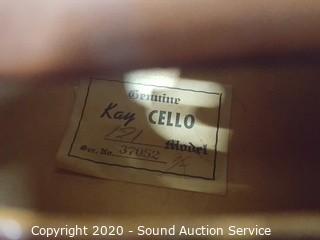 Genuine
Kay CELLO
121 Model
Ser. No. 37052
Copyright 2020 - Sound Auction Service